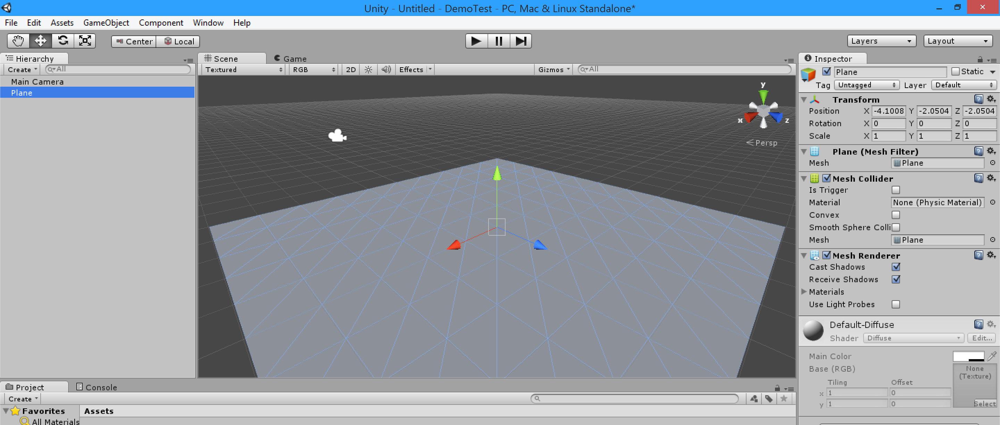 Unity - Untitled - DemoTest - PC, Mac & Linux Standalone*
File Edit Assets GameObject Component Window Help
Center Local Layers Layout
Hierarchy
Create All
Main Camera
Plane
Scene Game
Textured RGB 2D Effects Gizmos All
y
x z
Persp
Inspector
Plane Static
Tag Untagged Layer Default
Transform
Position X -4.1008 Y -2.0504 Z -2.0504
Rotation X 0 Y 0 Z 0
Scale X 1 Y 1 Z 1
Plane (Mesh Filter)
Mesh Plane
Mesh Collider
Is Trigger
Material None (Physic Material)
Convex
Smooth Sphere Colli
Mesh Plane
Mesh Renderer
Cast Shadows
Receive Shadows
Materials
Use Light Probes
Default-Diffuse
Shader Diffuse Edit...
Main Color
Base (RGB) None
(Texture)
Tiling Offset
x 1 0
y 1 0 Select
Project Console
Create
Favorites Assets
All Materials